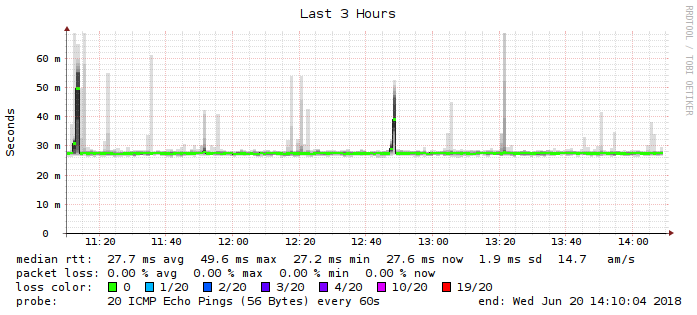 Last 3 Hours
RRDTOOL / TOBI OETIKER
Seconds
60 m
50 m
40 m
30 m
20 m
10 m
0
11:20 11:40 12:00 12:20 12:40 13:00 13:20 13:40 14:00
median rtt: 27.7 ms avg 49.6 ms max 27.2 ms min 27.6 ms now 1.9 ms sd 14.7 am/s
packet loss: 0.00 % avg 0.00 % max 0.00 % min 0.00 % now
loss color: 0 1/20 2/20 3/20 4/20 10/20 19/20
probe: 20 ICMP Echo Pings (56 Bytes) every 60s end: Wed Jun 20 14:10:04 2018